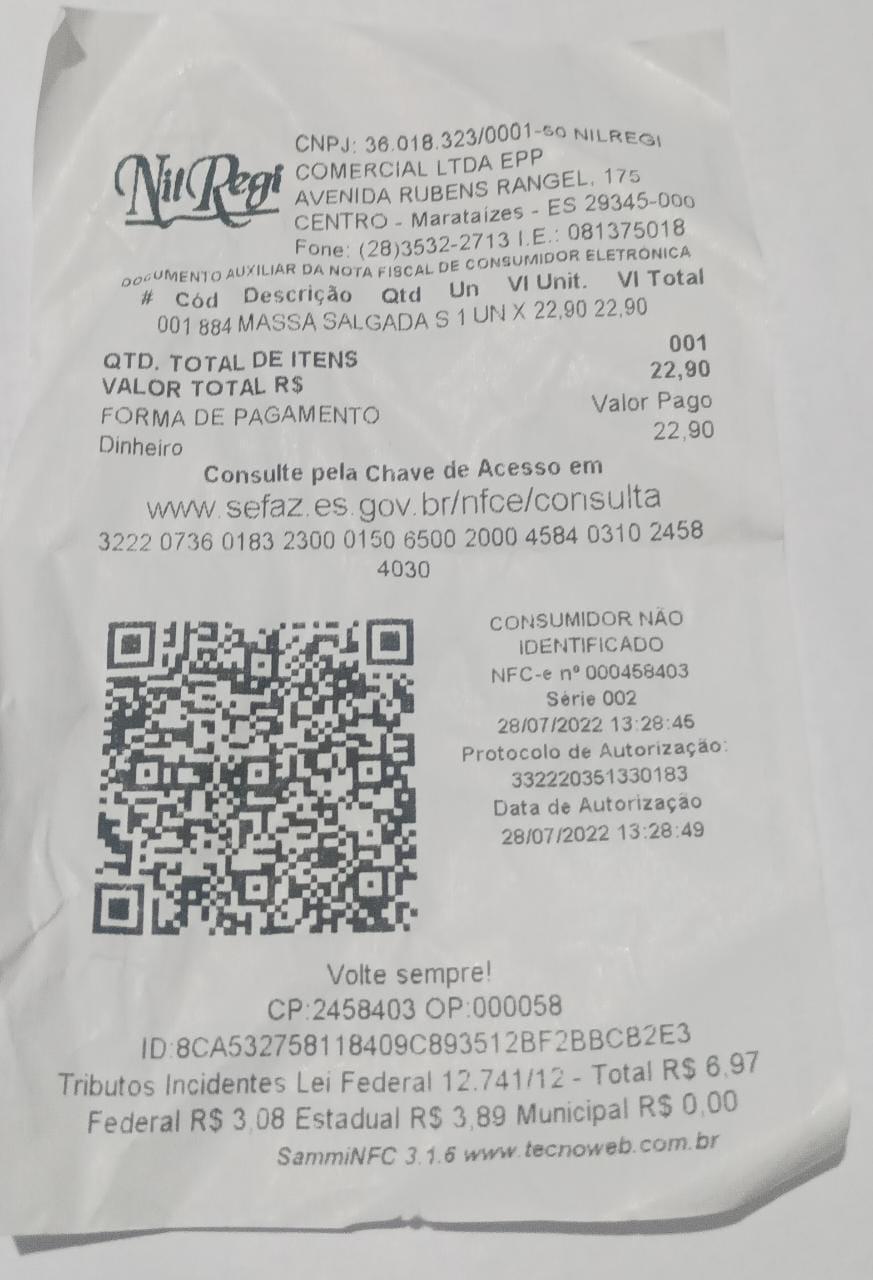 NilRegi
CNPJ: 36.018.323/0001-50 NILREGI
COMERCIAL LTDA EPP
AVENIDA RUBENS RANGEL, 175
CENTRO - Marataízes - ES 29345-000
Fone: (28)3532-2713 I.E.: 081375018
DOCUMENTO AUXILIAR DA NOTA FISCAL DE CONSUMIDOR ELETRÔNICA
# Cód Descrição Qtd Un Vl Unit. Vl Total
001 884 MASSA SALGADA S 1 UN X 22,90 22,90
QTD. TOTAL DE ITENS 001
VALOR TOTAL R$ 22,90
FORMA DE PAGAMENTO Valor Pago
Dinheiro 22,90
Consulte pela Chave de Acesso em
www.sefaz.es.gov.br/nfce/consulta
3222 0736 0183 2300 0150 6500 2000 4584 0310 2458
4030
CONSUMIDOR NÃO
IDENTIFICADO
NFC-e nº 000458403
Série 002
28/07/2022 13:28:45
Protocolo de Autorização:
332220351330183
Data de Autorização
28/07/2022 13:28:49
Volte sempre!
CP:2458403 OP:000058
ID:8CA532758118409C893512BF2BBCB2E3
Tributos Incidentes Lei Federal 12.741/12 - Total R$ 6,97
Federal R$ 3,08 Estadual R$ 3,89 Municipal R$ 0,00
SammiNFC 3.1.6 www.tecnoweb.com.br